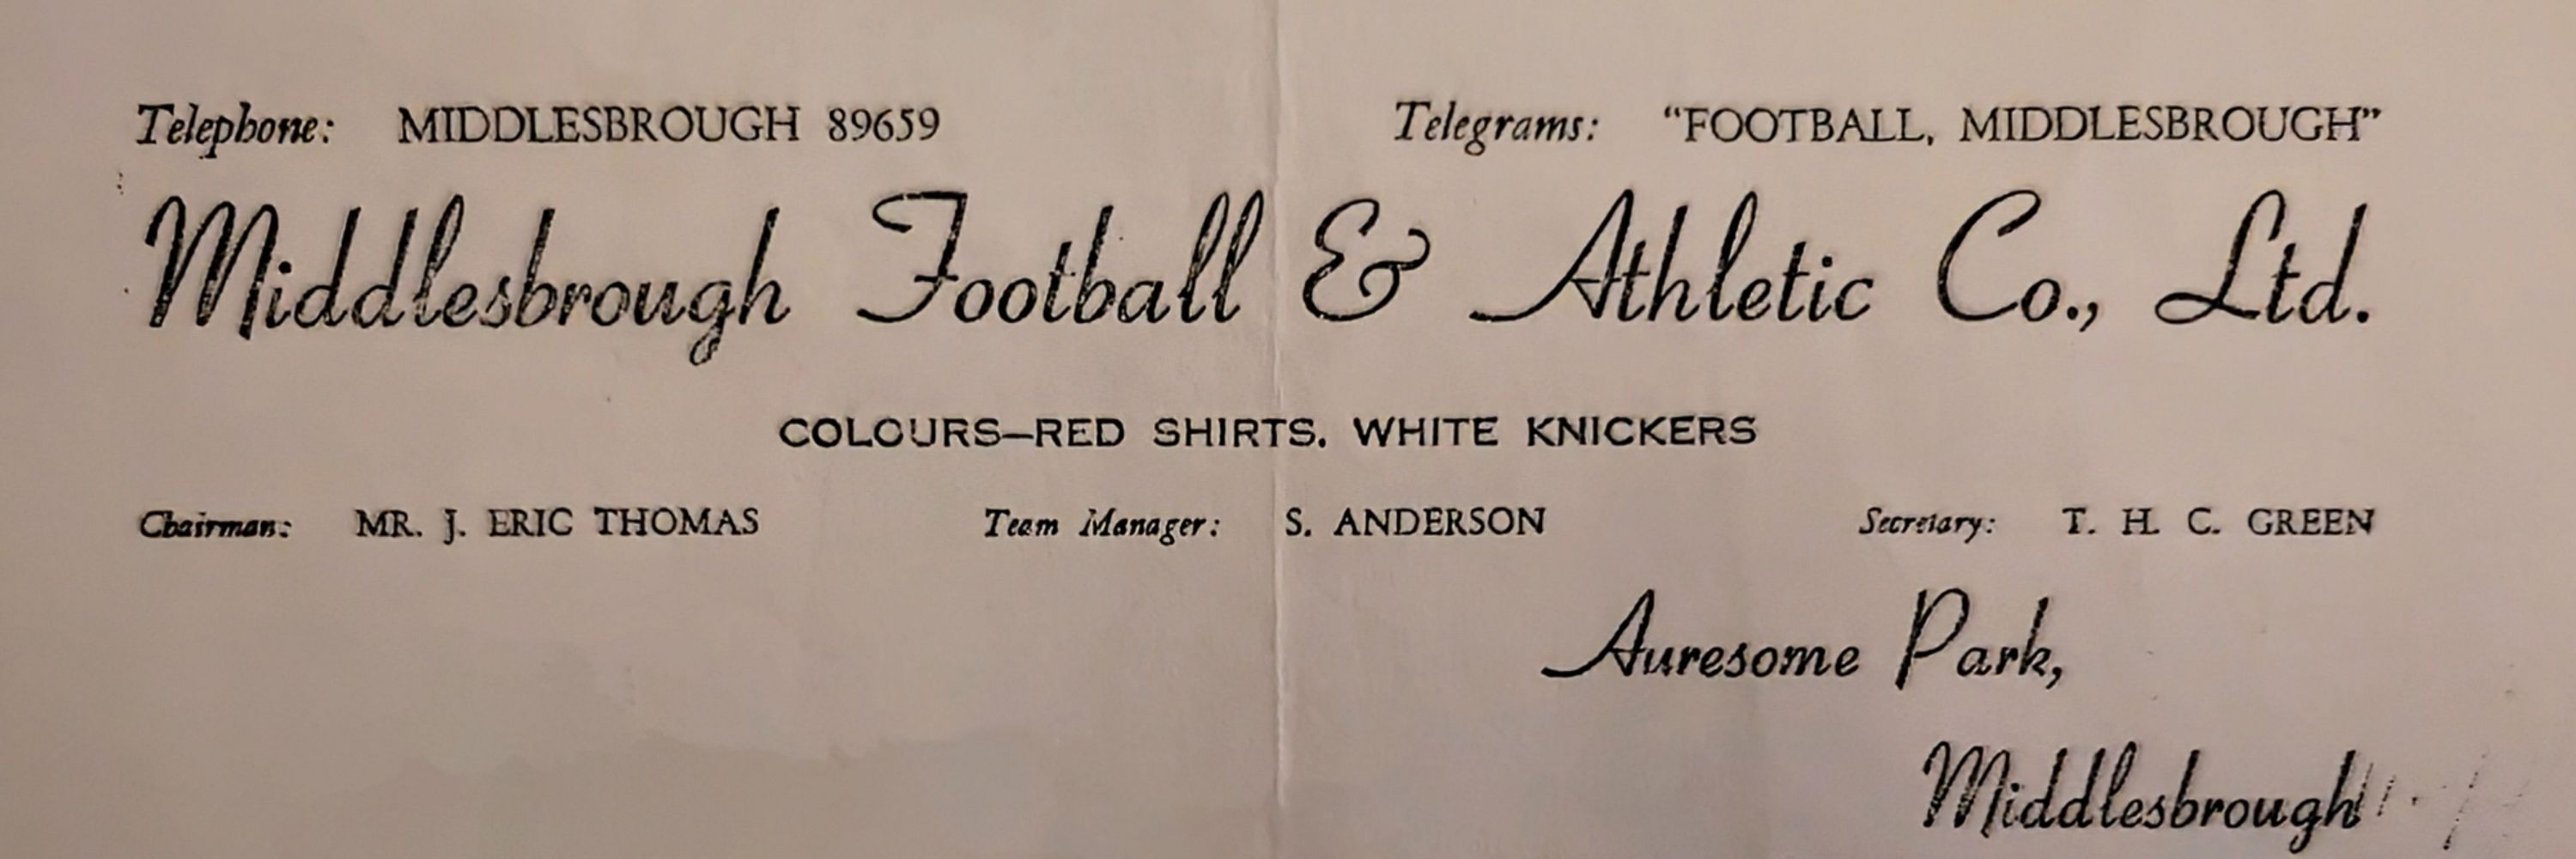 Telephone: MIDDLESBROUGH 89659 Telegrams: "FOOTBALL, MIDDLESBROUGH"
Middlesbrough Football & Athletic Co., Ltd.
COLOURS—RED SHIRTS. WHITE KNICKERS
Chairman: MR. J. ERIC THOMAS Team Manager: S. ANDERSON Secretary: T. H. C. GREEN
Auresome Park,
Middlesbrough